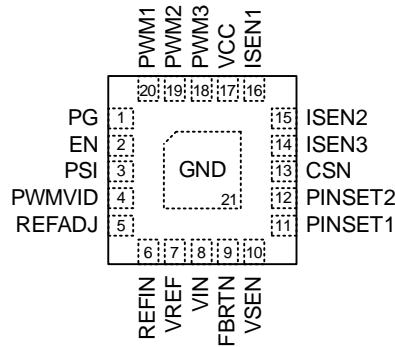 PWM1
PWM2
PWM3
VCC
ISEN1
20 19 18 17 16
PG 1
EN 2
PSI 3
PWMVID 4
REFADJ 5
GND
21
15 ISEN2
14 ISEN3
13 CSN
12 PINSET2
11 PINSET1
6 7 8 9 10
REFIN
VREF
VIN
FBRTN
VSEN